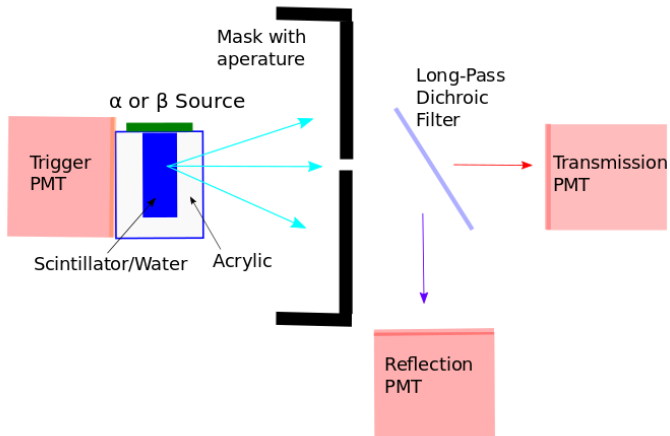 Mask with
aperature
Long-Pass
Dichroic
Filter
α or β Source
Trigger
PMT
Transmission
PMT
Scintillator/Water
Acrylic
Reflection
PMT